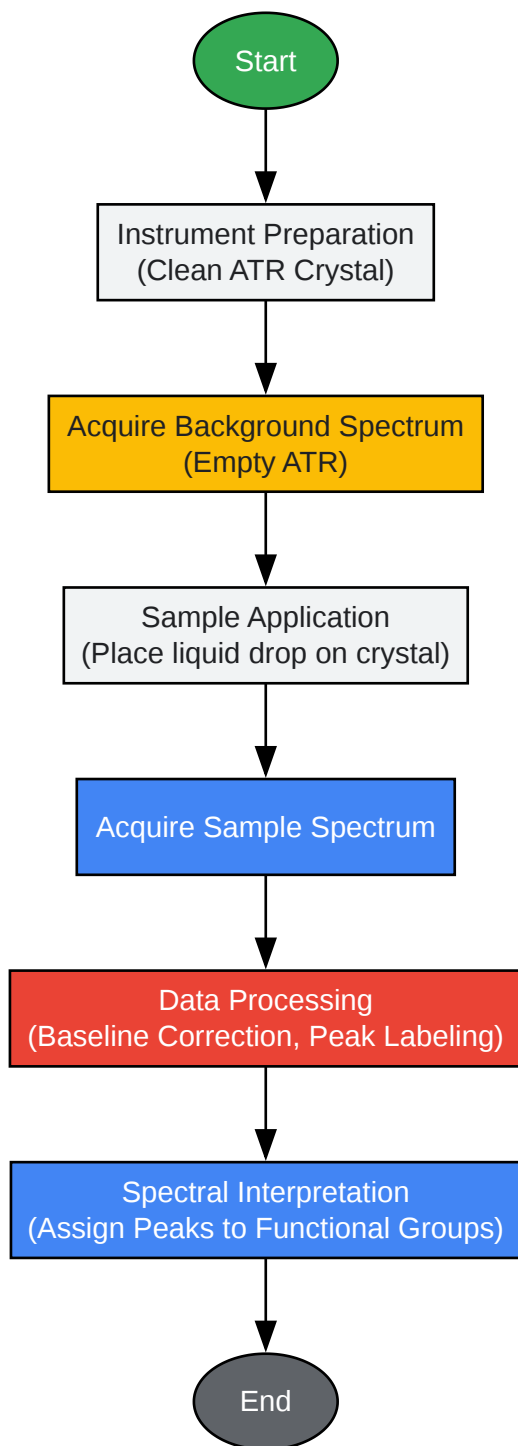 Start
Instrument Preparation
(Clean ATR Crystal)
Acquire Background Spectrum
(Empty ATR)
Sample Application
(Place liquid drop on crystal)
Acquire Sample Spectrum
Data Processing
(Baseline Correction, Peak Labeling)
Spectral Interpretation
(Assign Peaks to Functional Groups)
End